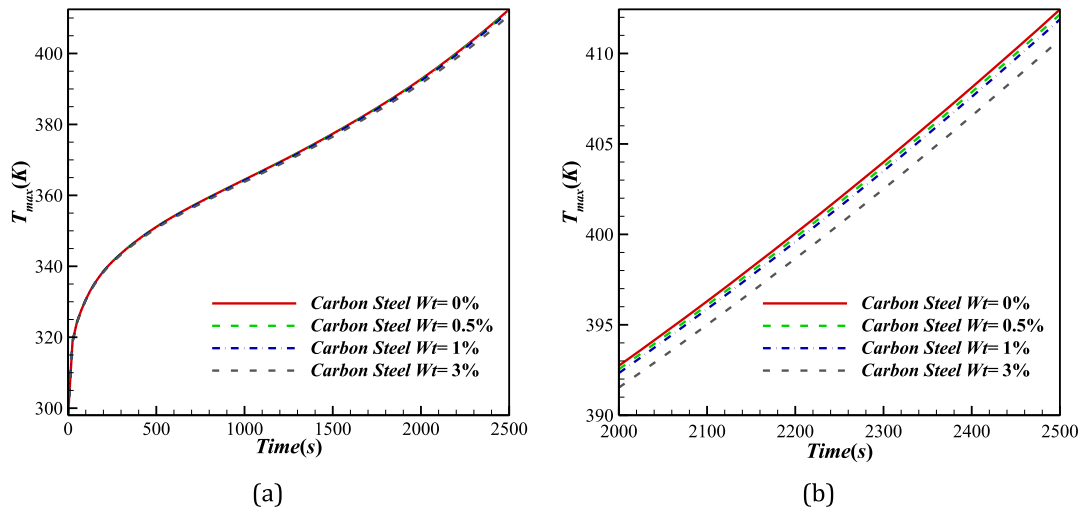 400
380
360
340
320
300
T_max(K)
0 500 1000 1500 2000 2500
Time(s)
Carbon Steel Wt= 0%
Carbon Steel Wt= 0.5%
Carbon Steel Wt= 1%
Carbon Steel Wt= 3%
(a)
410
405
400
395
390
T_max(K)
2000 2100 2200 2300 2400 2500
Time(s)
Carbon Steel Wt= 0%
Carbon Steel Wt= 0.5%
Carbon Steel Wt= 1%
Carbon Steel Wt= 3%
(b)